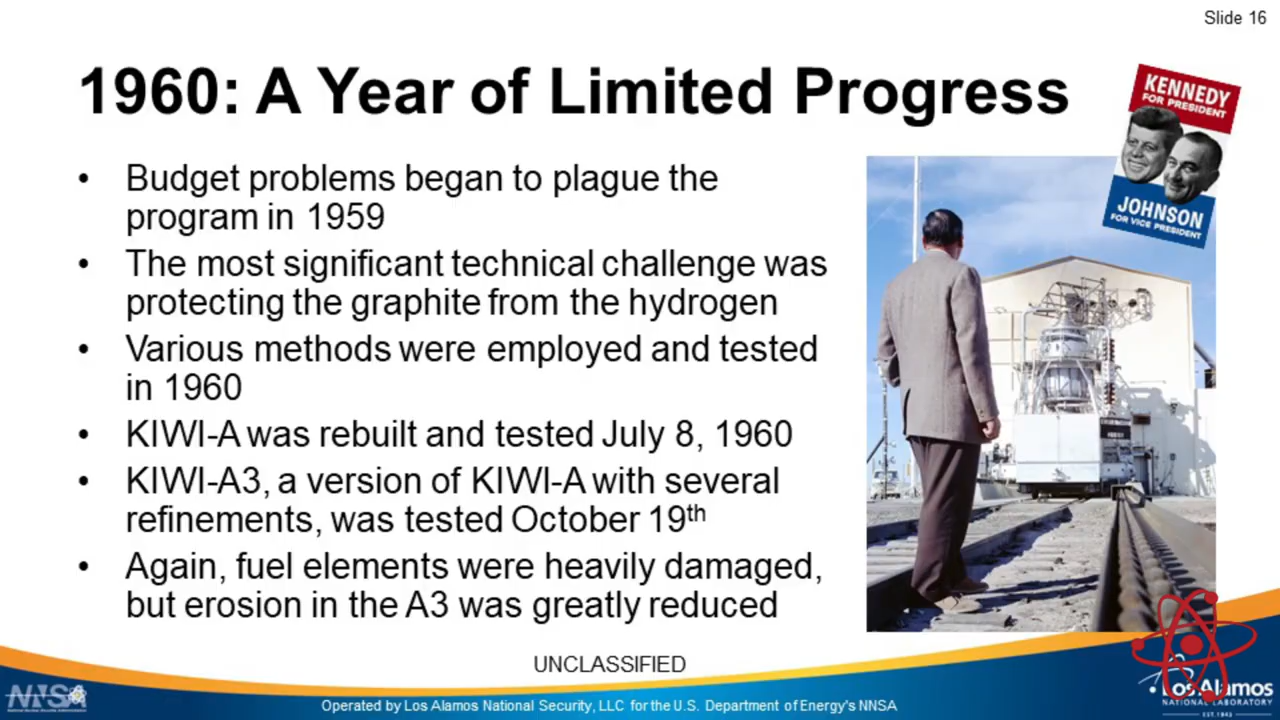 Slide 16
1960: A Year of Limited Progress
KENNEDY
FOR PRESIDENT
JOHNSON
FOR VICE PRESIDENT
• Budget problems began to plague the
program in 1959
• The most significant technical challenge was
protecting the graphite from the hydrogen
• Various methods were employed and tested
in 1960
• KIWI-A was rebuilt and tested July 8, 1960
• KIWI-A3, a version of KIWI-A with several
refinements, was tested October 19th
• Again, fuel elements were heavily damaged,
but erosion in the A3 was greatly reduced
UNCLASSIFIED
NNSA
Operated by Los Alamos National Security, LLC for the U.S. Department of Energy's NNSA
Los Alamos
NATIONAL LABORATORY
EST. 1943